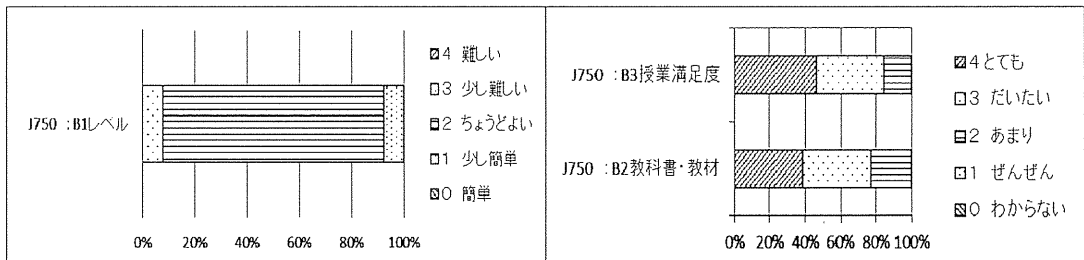 J750 :B1レベル
0% 20% 40% 60% 80% 100%
4 難しい
3 少し難しい
2 ちょうどよい
1 少し簡単
0 簡単
J750 :B3授業満足度
J750 :B2教科書・教材
0% 20% 40% 60% 80% 100%
4とても
3 だいたい
2 あまり
1 ぜんぜん
0 わからない